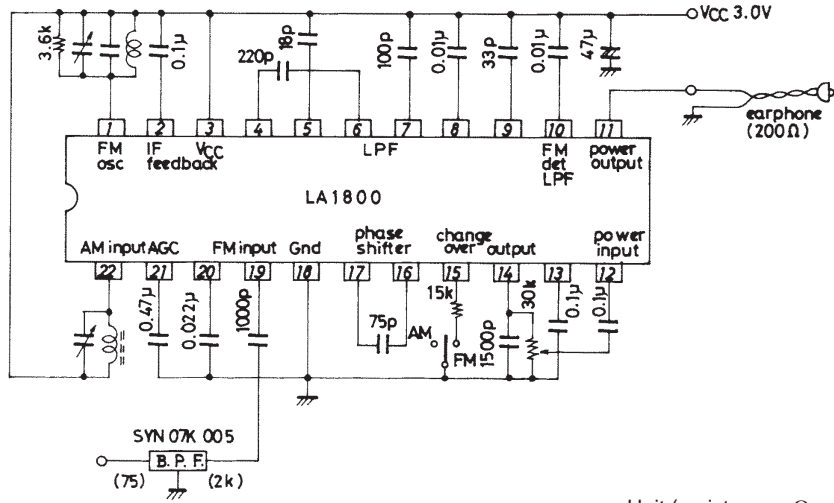 VCC 3.0V
3.6k
0.1μ
220p
18p
100p
0.01μ
33p
0.01μ
47μ
earphone
(200Ω)
1 2 3 4 5 6 7 8 9 10 11
FM osc
IF feedback
VCC
LPF
FM det LPF
power output
LA1800
AM input
AGC
FM input
Gnd
phase shifter
change over
output
power input
22 21 20 19 18 17 16 15 14 13 12
0.47μ
0.022μ
1000p
75p
15k
AM
FM
1500p
30k
0.1μ
0.1μ
SYN 07K 005
(75) B. P. F. (2k)